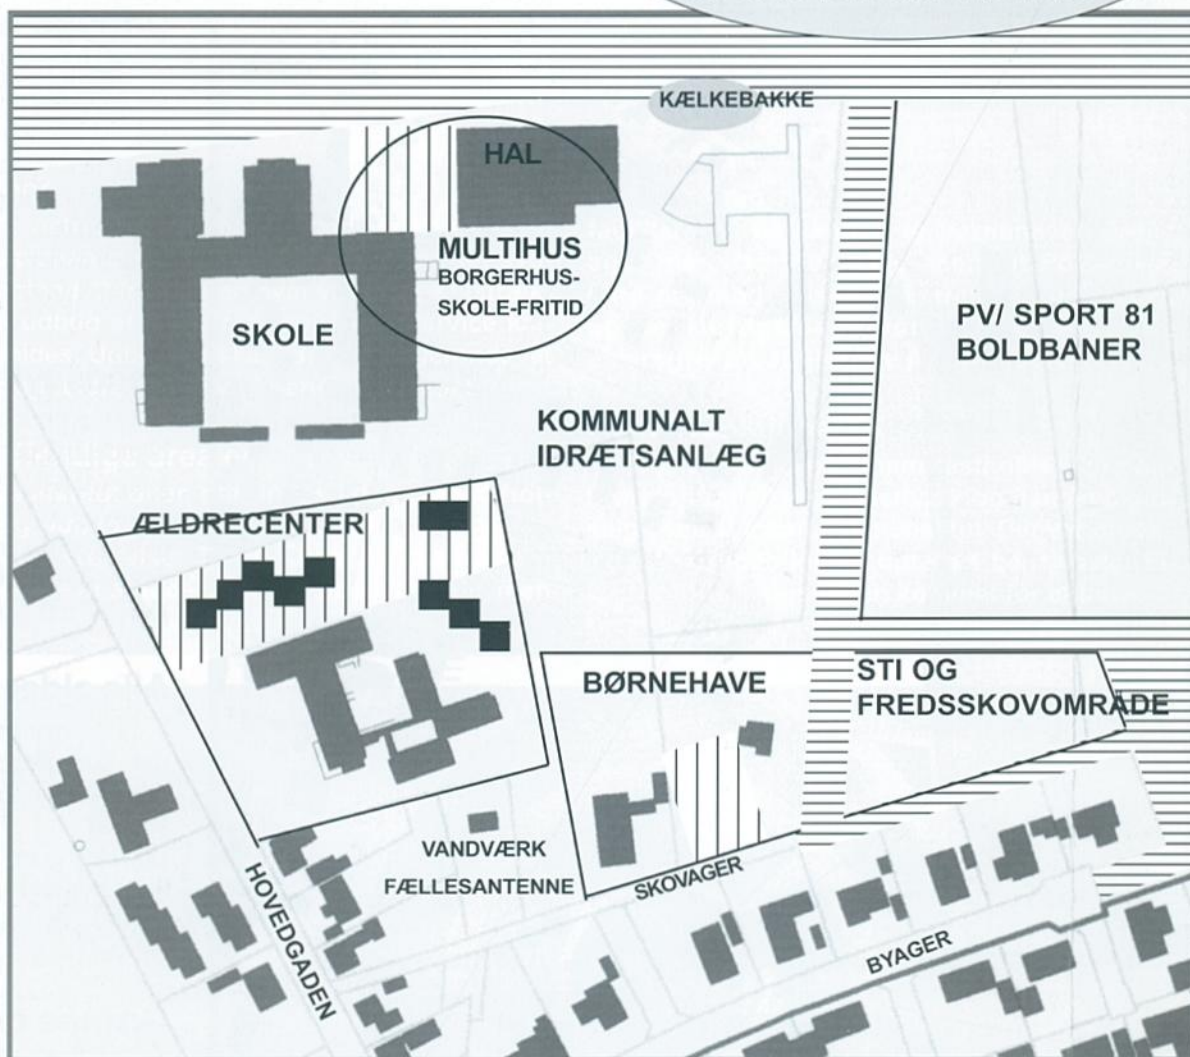 KÆLKEBAKKE
HAL
MULTIHUS
BORGERHUS-
SKOLE-FRITID
SKOLE
PV/ SPORT 81
BOLDBANER
KOMMUNALT
IDRÆTSANLÆG
ÆLDRECENTER
BØRNEHAVE
STI OG
FREDSSKOVOMRÅDE
VANDVÆRK
FÆLLESANTENNE
SKOVAGER
HOVEDGADEN
BYAGER